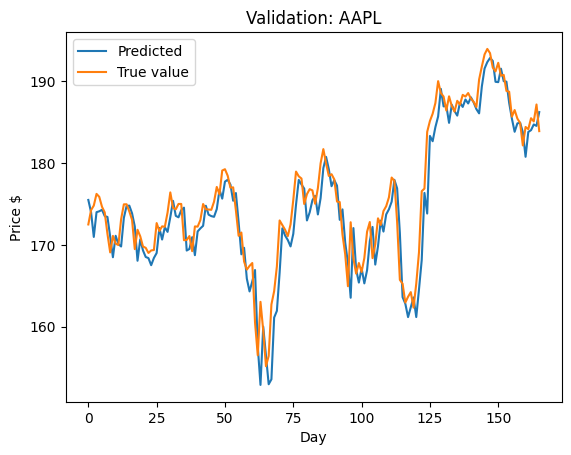 Validation: AAPL
Predicted
True value
Price $
190
180
170
160
0 25 50 75 100 125 150
Day